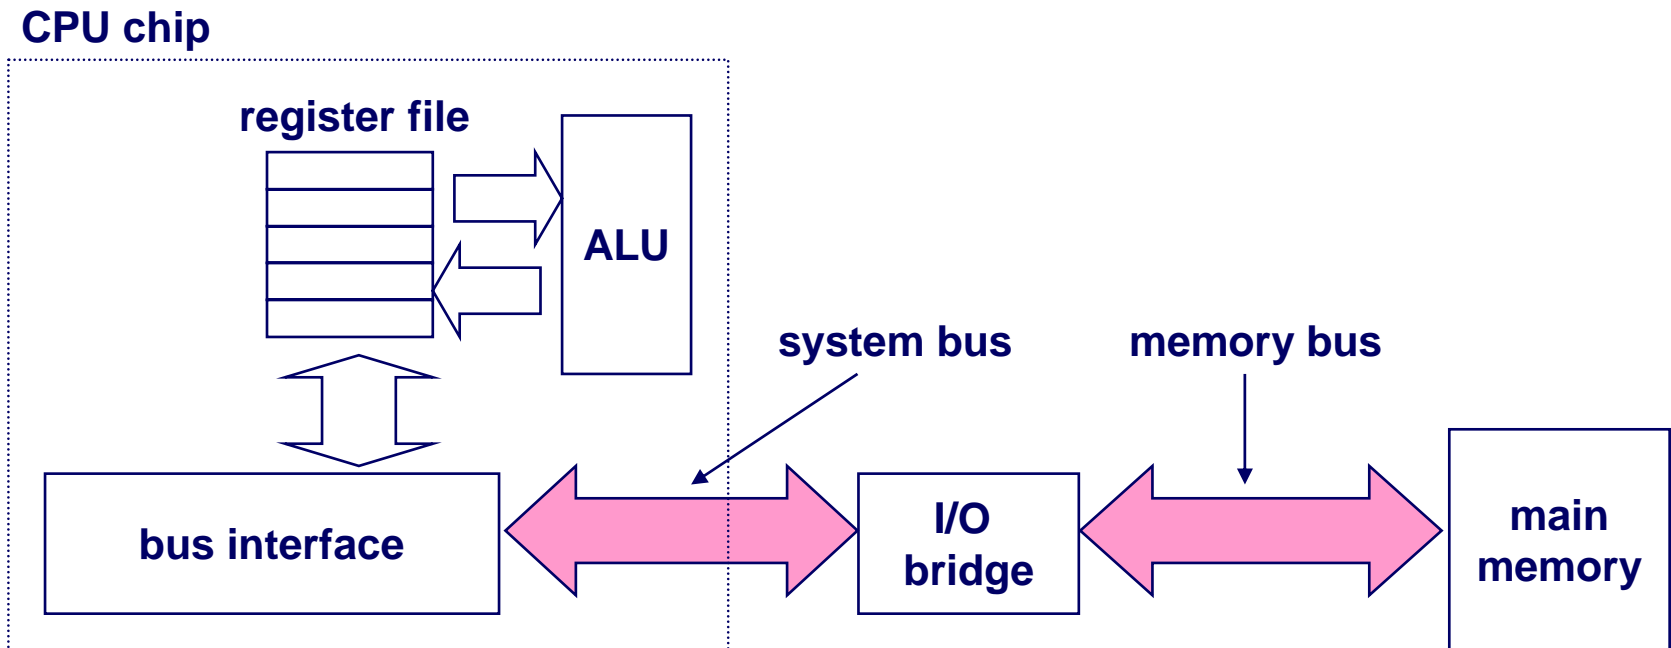 CPU chip
register file
ALU
system bus
memory bus
bus interface
I/O
bridge
main
memory